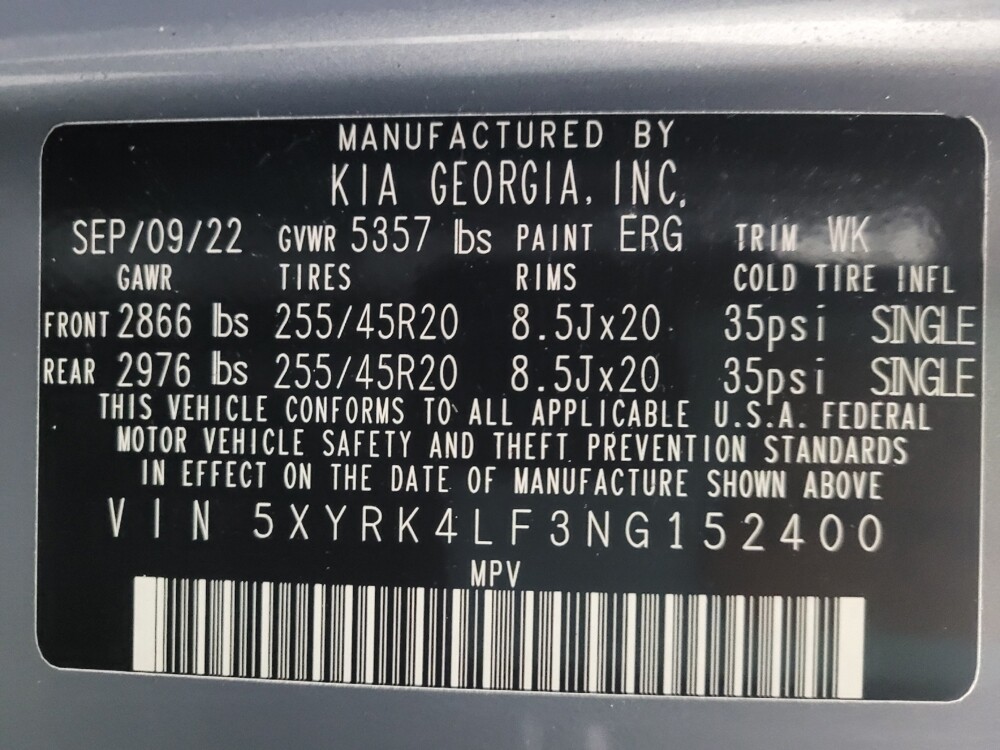 MANUFACTURED BY
KIA GEORGIA, INC.
SEP/09/22 GVWR 5357 lbs PAINT ERG TRIM WK
GAWR TIRES RIMS COLD TIRE INFL
FRONT 2866 lbs 255/45R20 8.5Jx20 35psi SINGLE
REAR 2976 lbs 255/45R20 8.5Jx20 35psi SINGLE
THIS VEHICLE CONFORMS TO ALL APPLICABLE U.S.A. FEDERAL
MOTOR VEHICLE SAFETY AND THEFT PREVENTION STANDARDS
IN EFFECT ON THE DATE OF MANUFACTURE SHOWN ABOVE
VIN 5XYRK4LF3NG152400
MPV